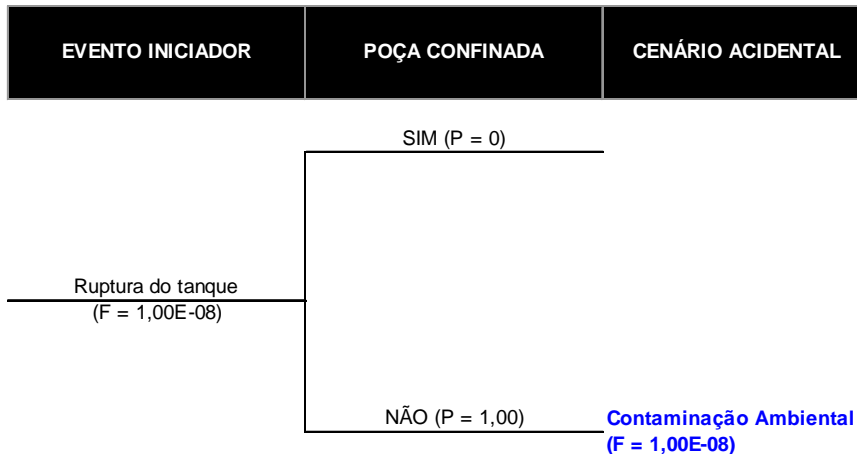 EVENTO INICIADOR
POÇA CONFINADA
CENÁRIO ACIDENTAL
SIM (P = 0)
Ruptura do tanque
(F = 1,00E-08)
NÃO (P = 1,00)
Contaminação Ambiental
(F = 1,00E-08)